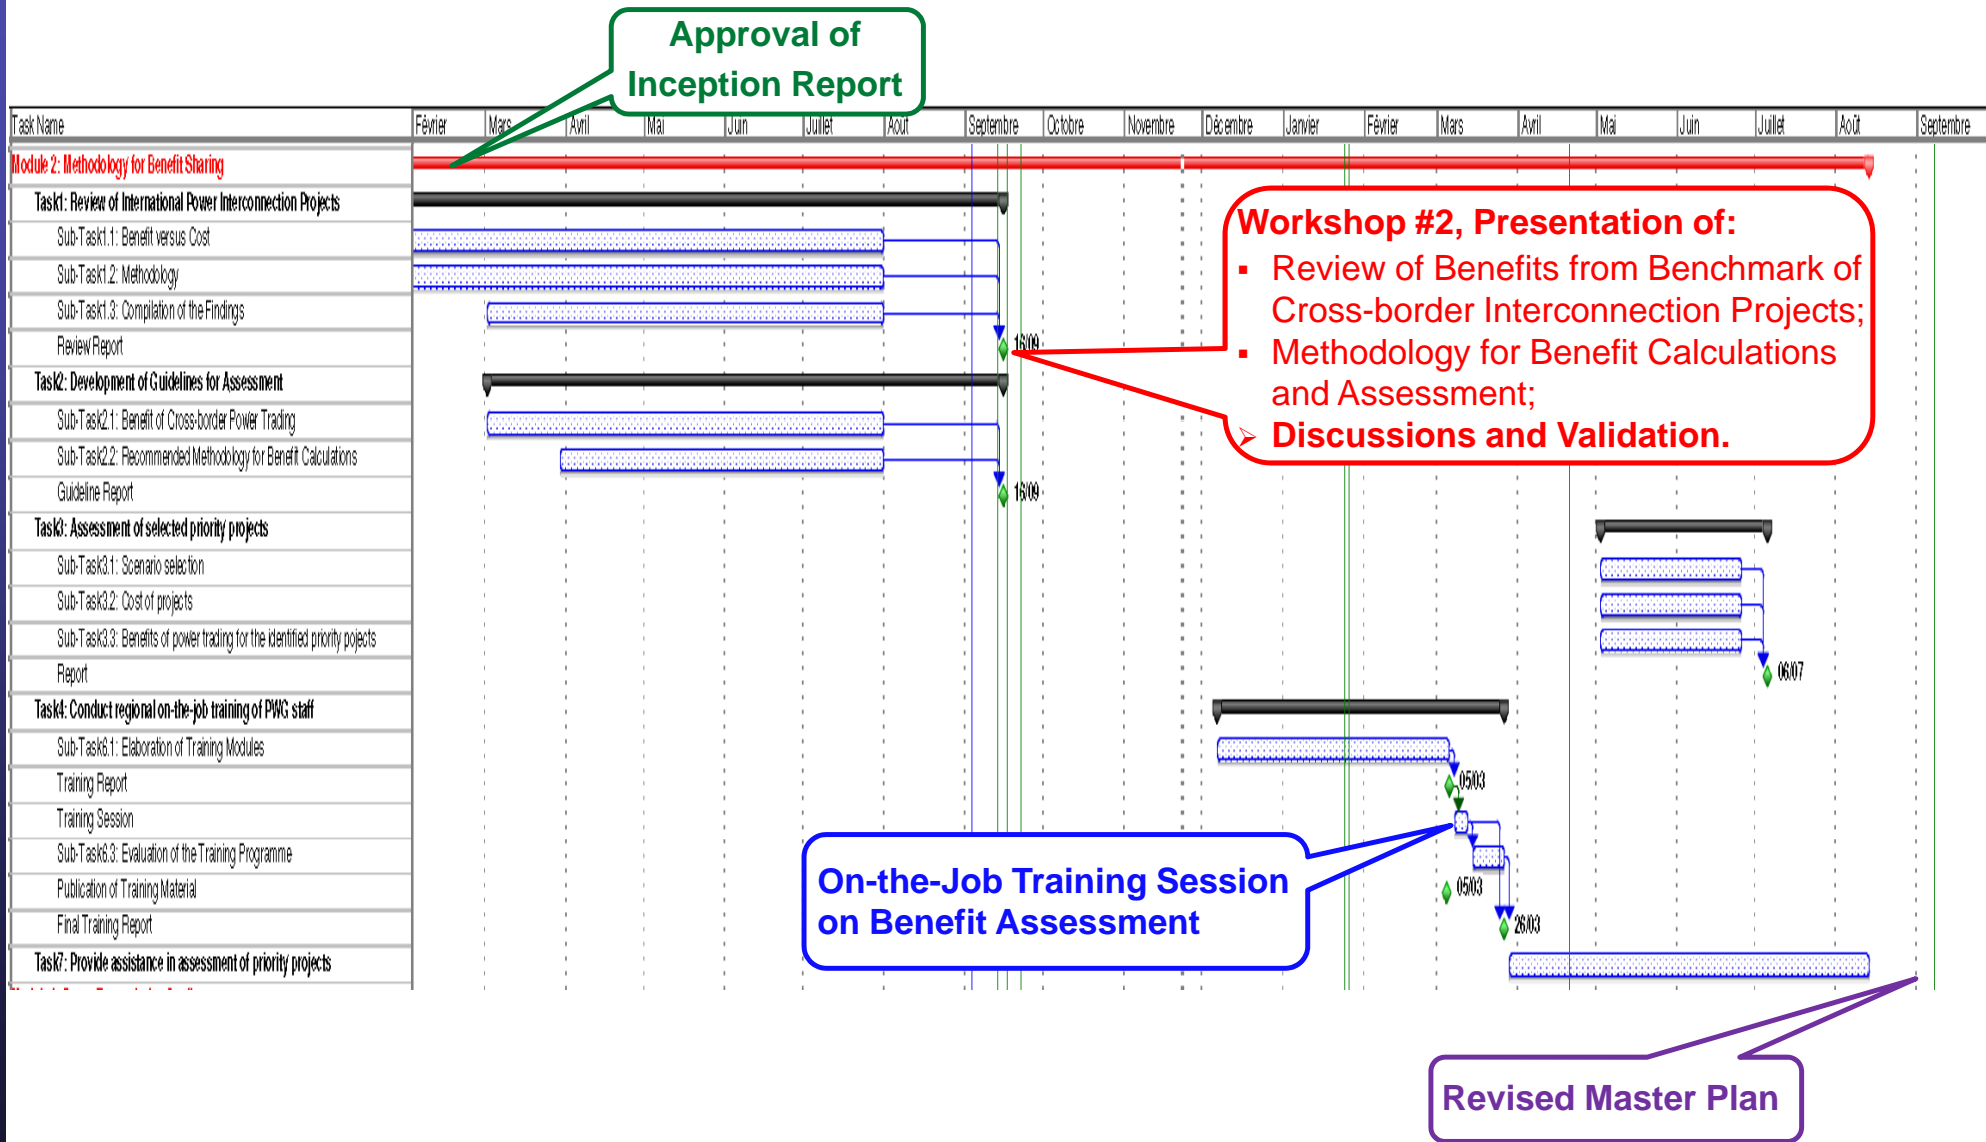 Approval of
Inception Report
Task Name Février Mars Avril Mai Juin Juillet Août Septembre Octobre Novembre Décembre Janvier Février Mars Avril Mai Juin Juillet Août Septembre
Module 2: Methodology for Benefit Sharing
Task1: Review of International Power Interconnection Projects
Sub-Task1.1: Benefit versus Cost
Sub-Task1.2: Methodology
Sub-Task1.3: Compilation of the Findings
Review Report 16/09
Workshop #2, Presentation of:
▪ Review of Benefits from Benchmark of
Cross-border Interconnection Projects;
▪ Methodology for Benefit Calculations
and Assessment;
➢ Discussions and Validation.
Task2: Development of Guidelines for Assessment
Sub-Task2.1: Benefit of Cross-border Power Trading
Sub-Task2.2: Recommended Methodology for Benefit Calculations
Guideline Report 16/09
Task3: Assessment of selected priority projects
Sub-Task3.1: Scenario selection
Sub-Task3.2: Cost of projects
Sub-Task3.3: Benefits of power trading for the identified priority pojects
Report 06/07
Task4: Conduct regional on-the-job training of PWG staff
Sub-Task6.1: Elaboration of Training Modules
Training Report 05/03
Training Session
Sub-Task6.3: Evaluation of the Training Programme
Publication of Training Material 05/03
Final Training Report 26/03
On-the-Job Training Session
on Benefit Assessment
Task7: Provide assistance in assessment of priority projects
Revised Master Plan